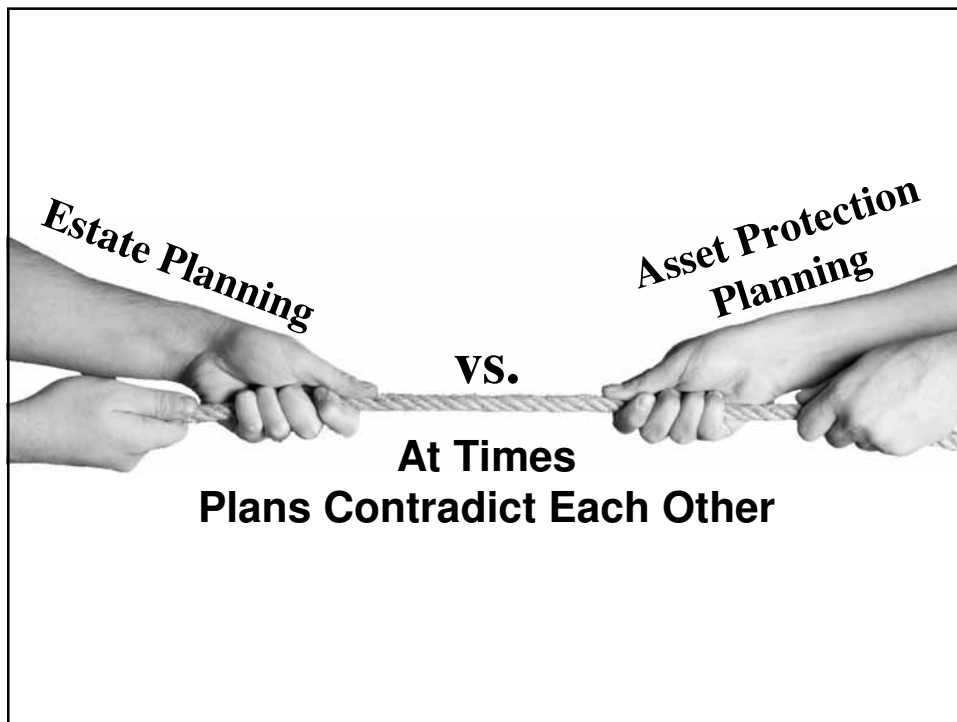 Estate Planning
Asset Protection
Planning
vs.
At Times
Plans Contradict Each Other